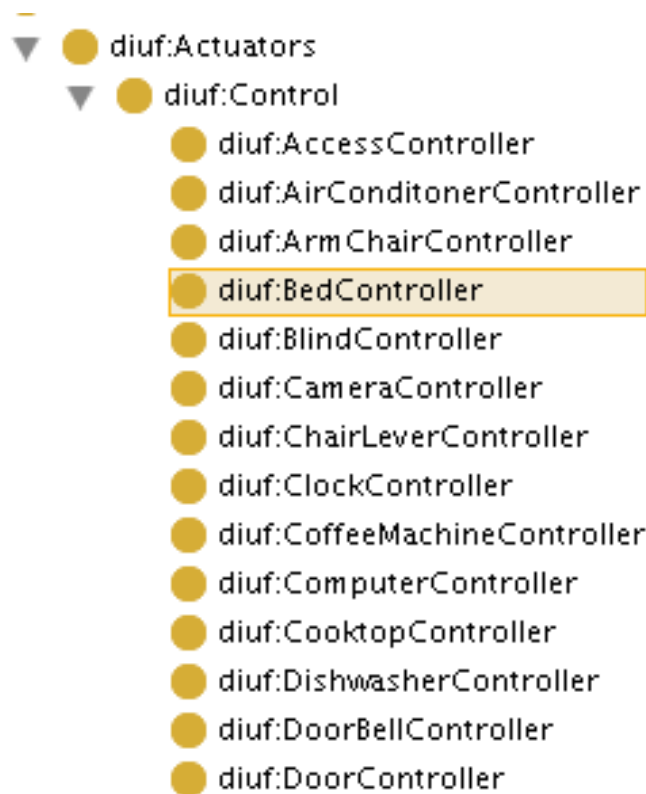 diuf:Actuators
diuf:Control
diuf:AccessController
diuf:AirConditonerController
diuf:ArmChairController
diuf:BedController
diuf:BlindController
diuf:CameraController
diuf:ChairLeverController
diuf:ClockController
diuf:CoffeeMachineController
diuf:ComputerController
diuf:CooktopController
diuf:DishwasherController
diuf:DoorBellController
diuf:DoorController